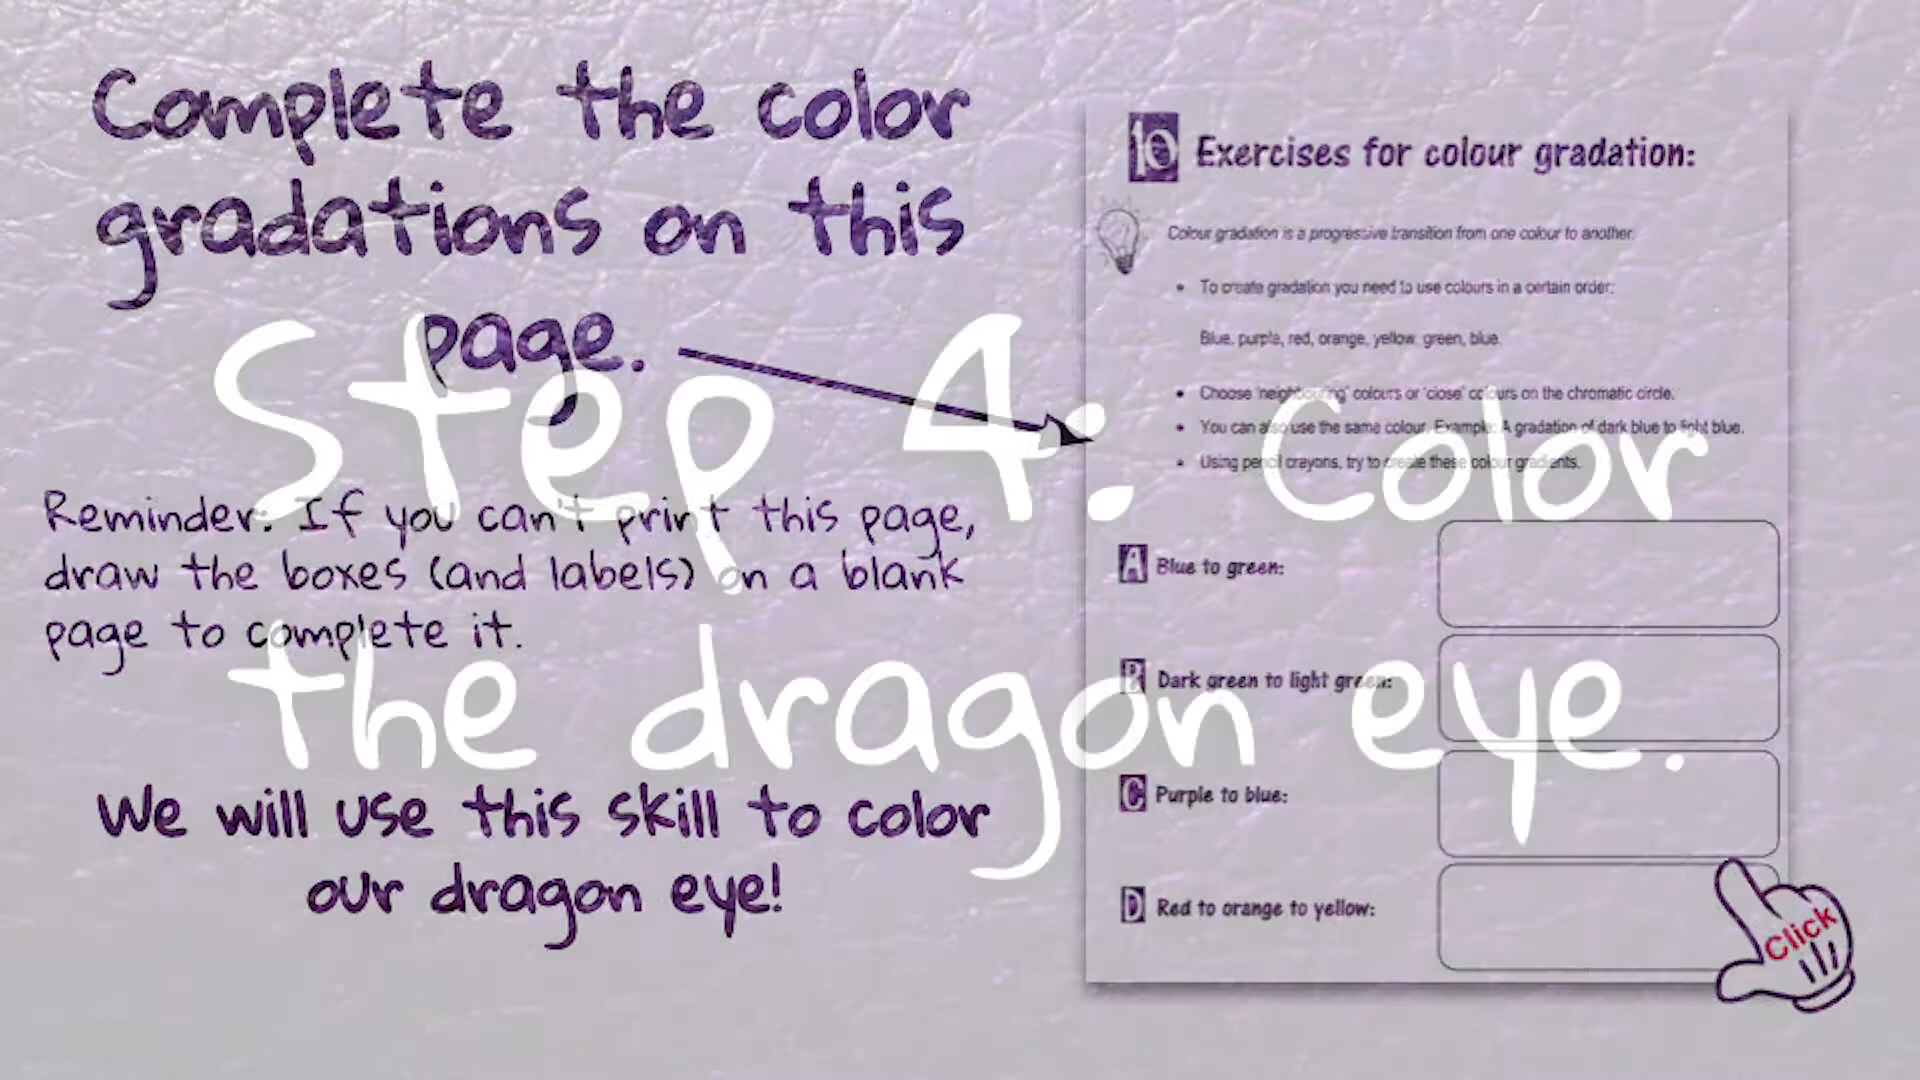 Complete the color
gradations on this
page.
Reminder: If you can't print this page,
draw the boxes (and labels) on a blank
page to complete it.
We will use this skill to color
our dragon eye!
Step 4: Color
the dragon eye.
10 Exercises for colour gradation:
Colour gradation is a progressive transition from one colour to another.
• To create gradation you need to use colours in a certain order:
Blue, purple, red, orange, yellow, green, blue.
• Choose 'neighbouring' colours or 'close' colours on the chromatic circle.
• You can also use the same colour. Example: A gradation of dark blue to light blue.
• Using pencil crayons, try to create these colour gradients.
A Blue to green:
B Dark green to light green:
C Purple to blue:
D Red to orange to yellow:
Click